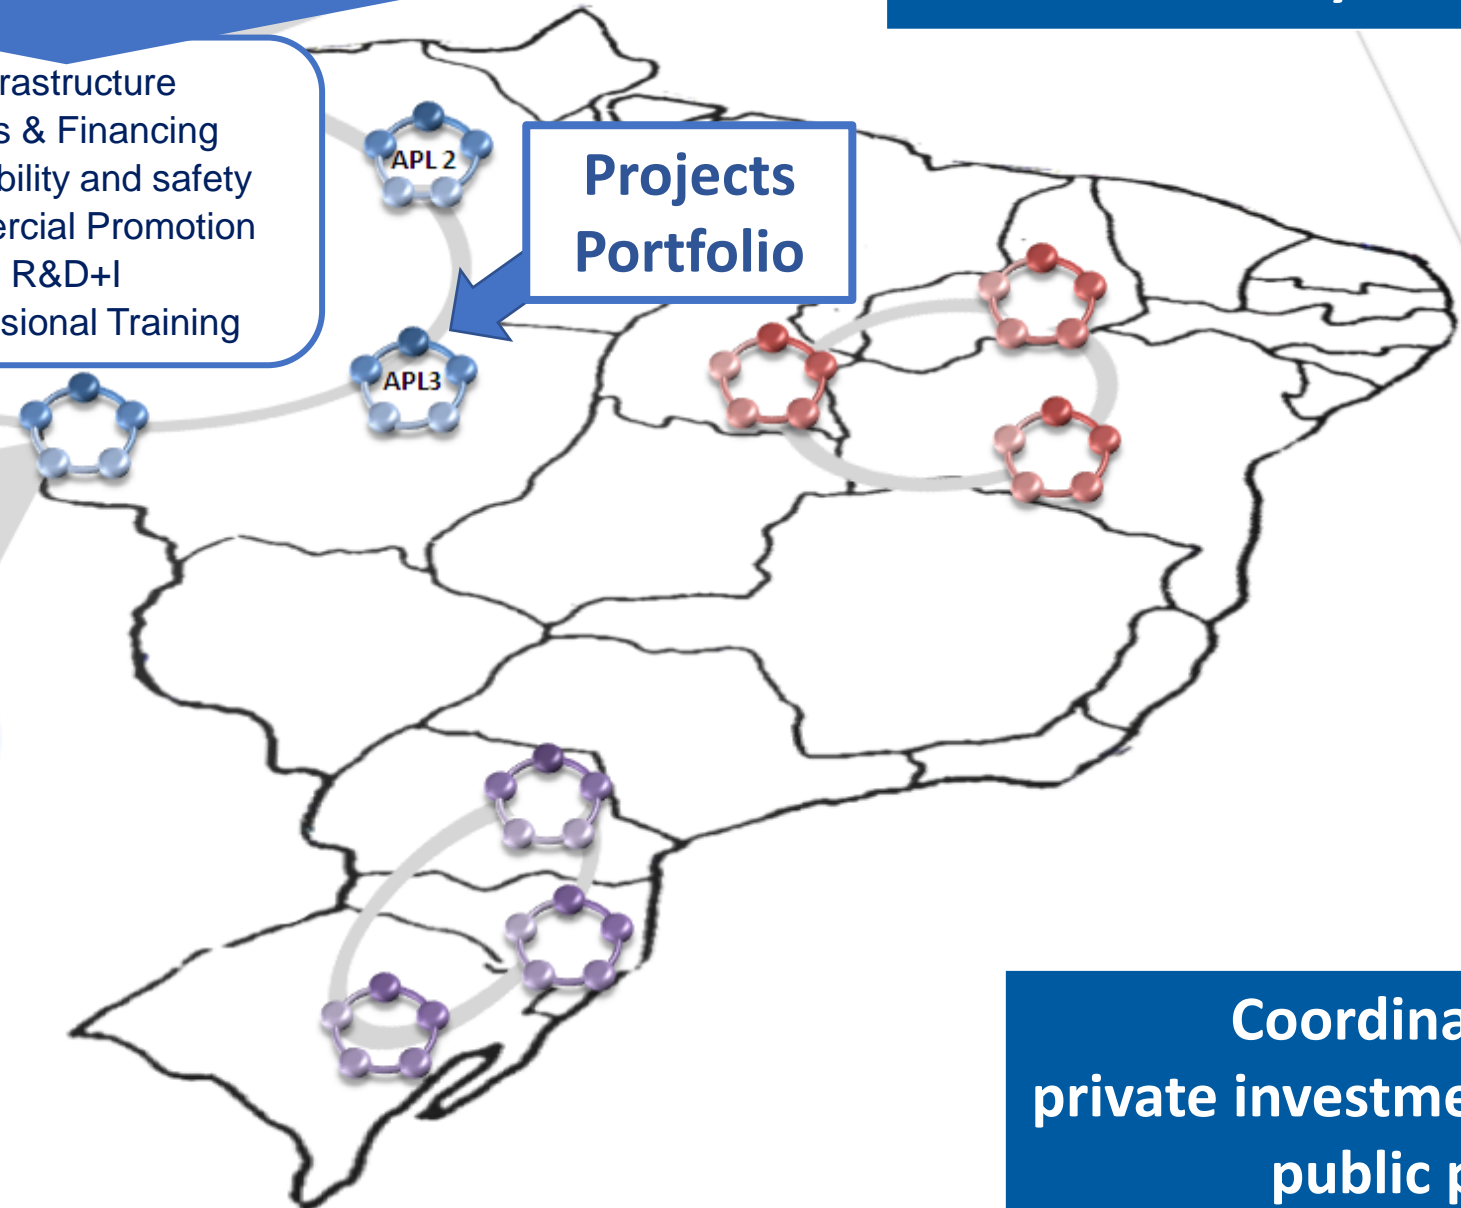 rastructure
s & Financing
bility and safety
ercial Promotion
R&D+I
sional Training
APL 2
Projects
Portfolio
APL3
Coordina
private investme
public p